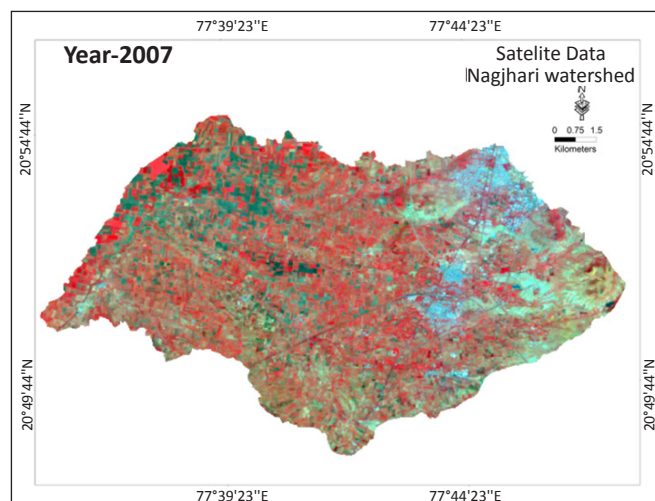 77°39'23''E 77°44'23''E
Year-2007
Satelite Data
Nagjhari watershed
N
0 0.75 1.5
Kilometers
20°54'44''N 20°54'44''N
20°49'44''N 20°49'44''N
77°39'23''E 77°44'23''E